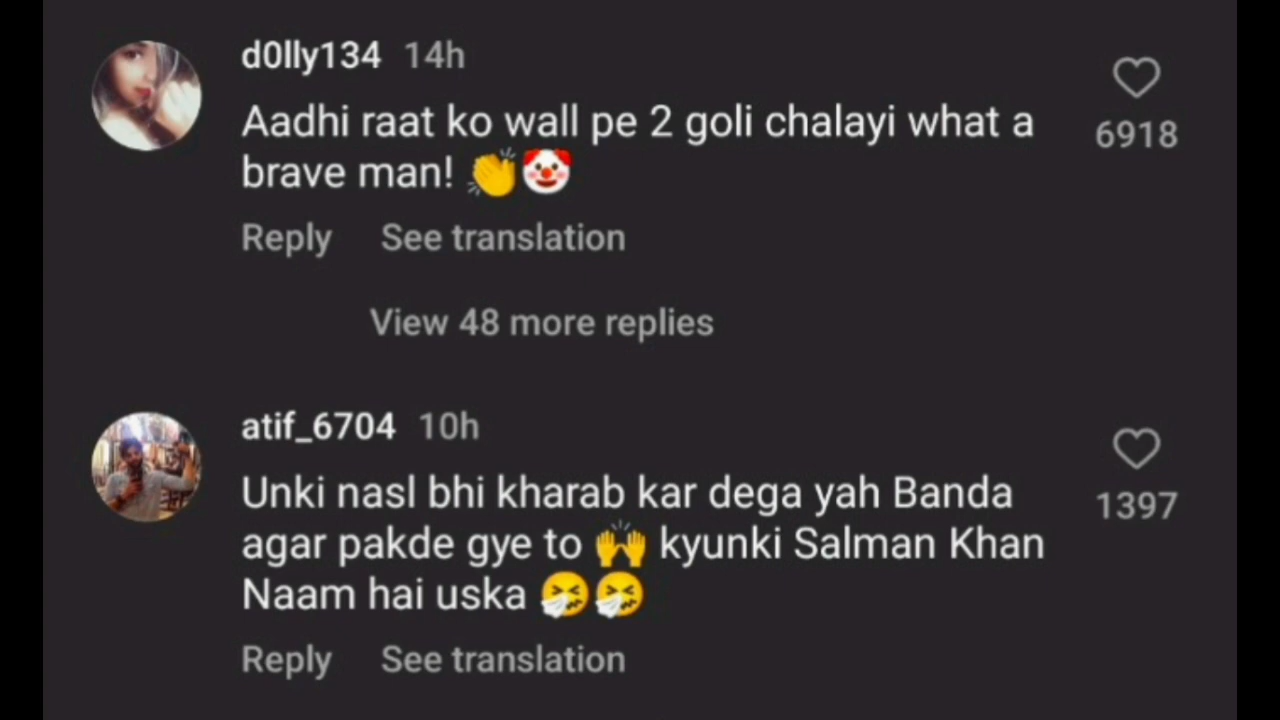 d0lly134 14h
Aadhi raat ko wall pe 2 goli chalayi what a
brave man! 👏🤡
6918
Reply See translation
View 48 more replies
atif_6704 10h
Unki nasl bhi kharab kar dega yah Banda
agar pakde gye to 🙌 kyunki Salman Khan
Naam hai uska 🤧🤧
1397
Reply See translation